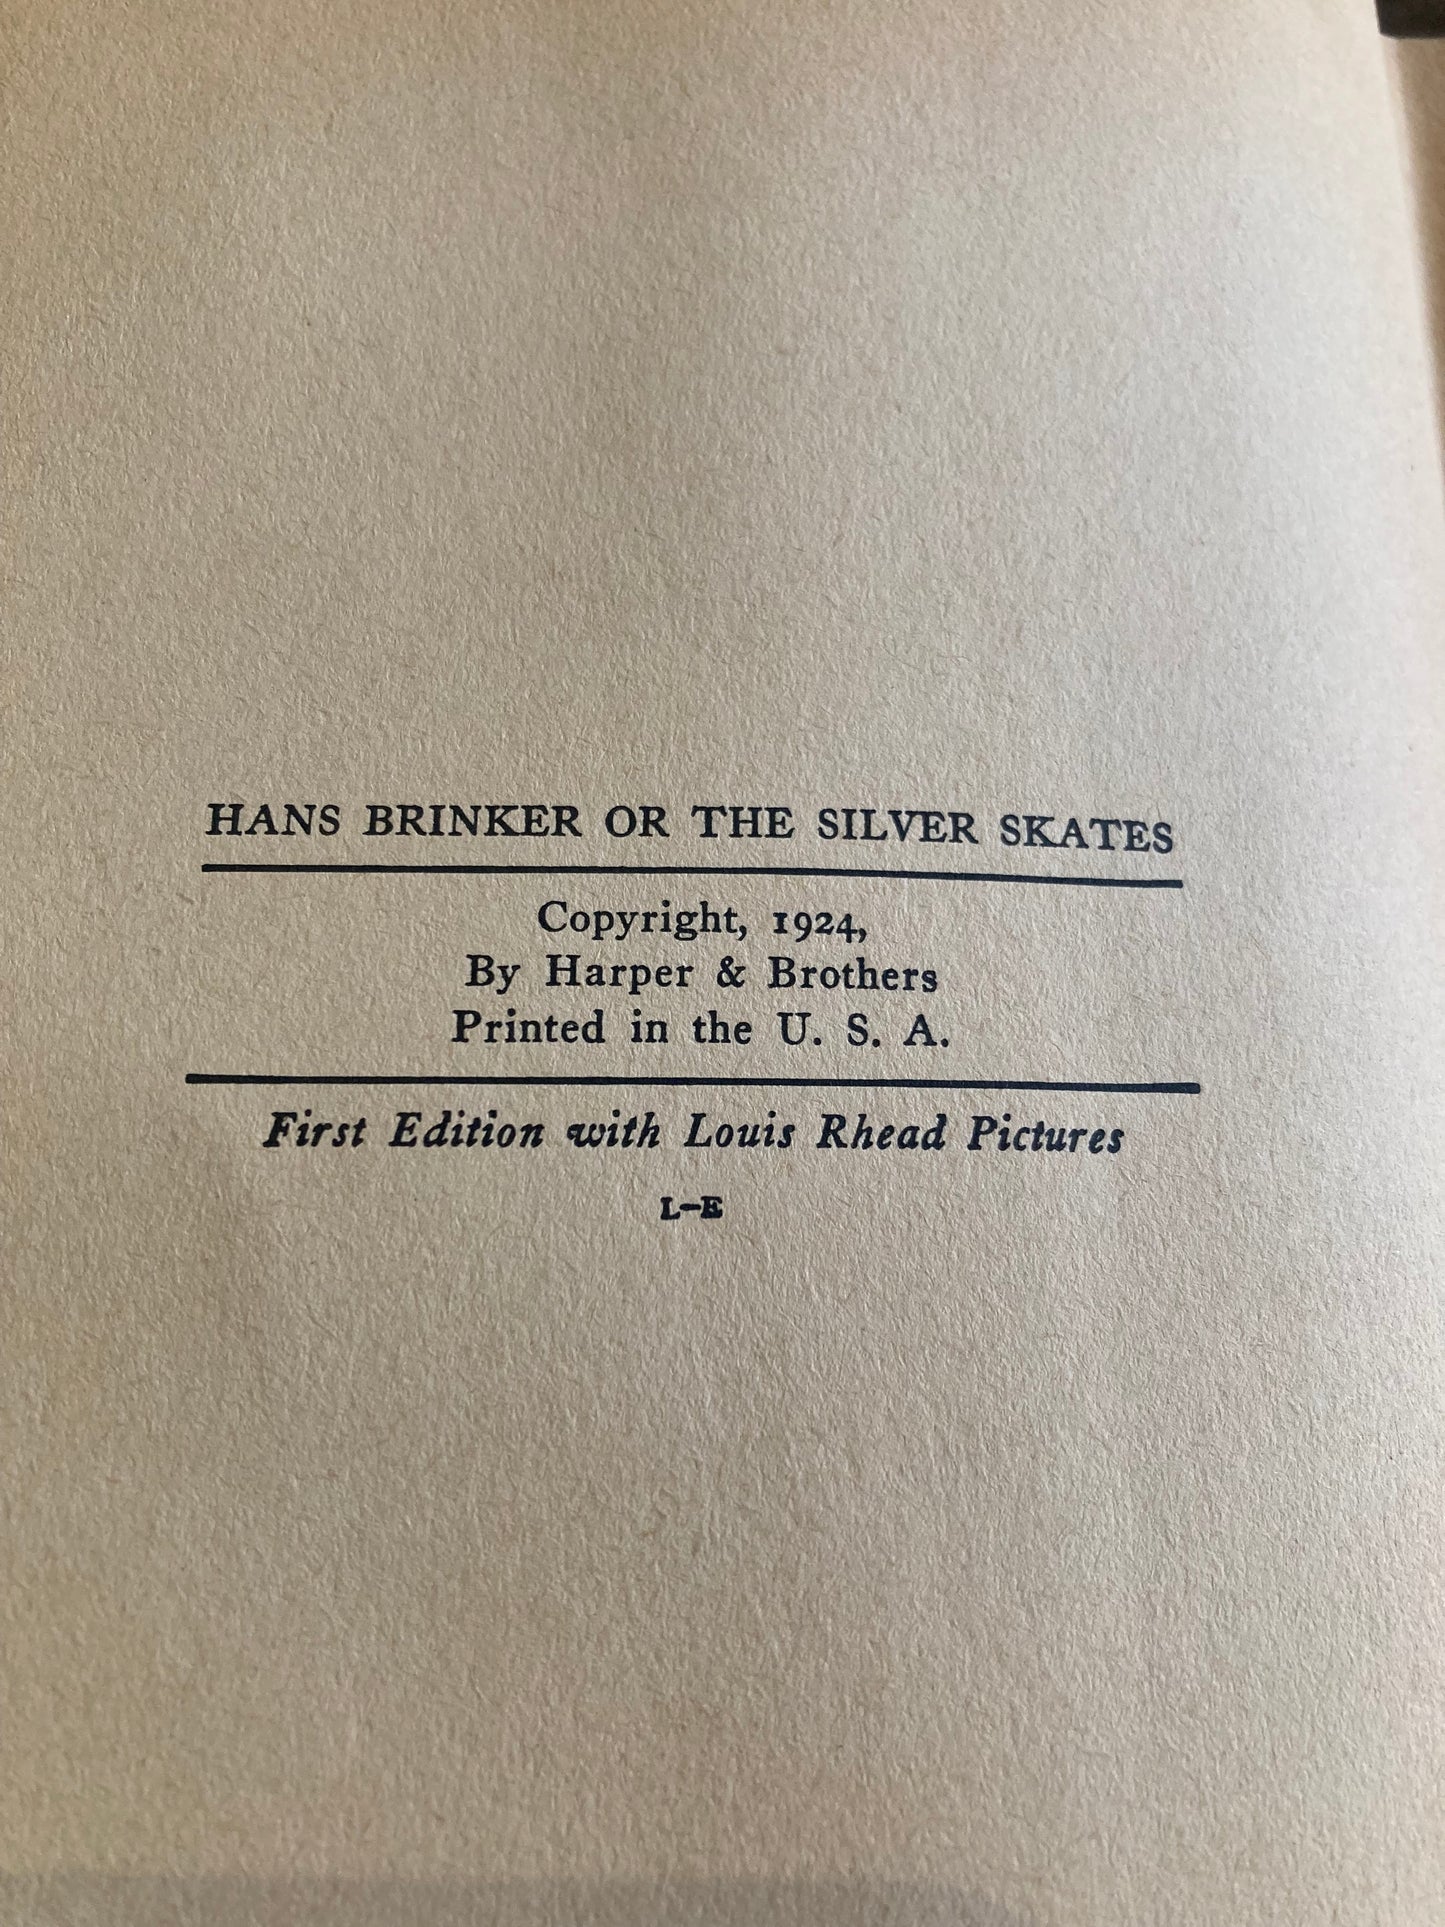 HANS BRINKER OR THE SILVER SKATES
Copyright, 1924,
By Harper & Brothers
Printed in the U. S. A.
First Edition with Louis Rhead Pictures
L–E